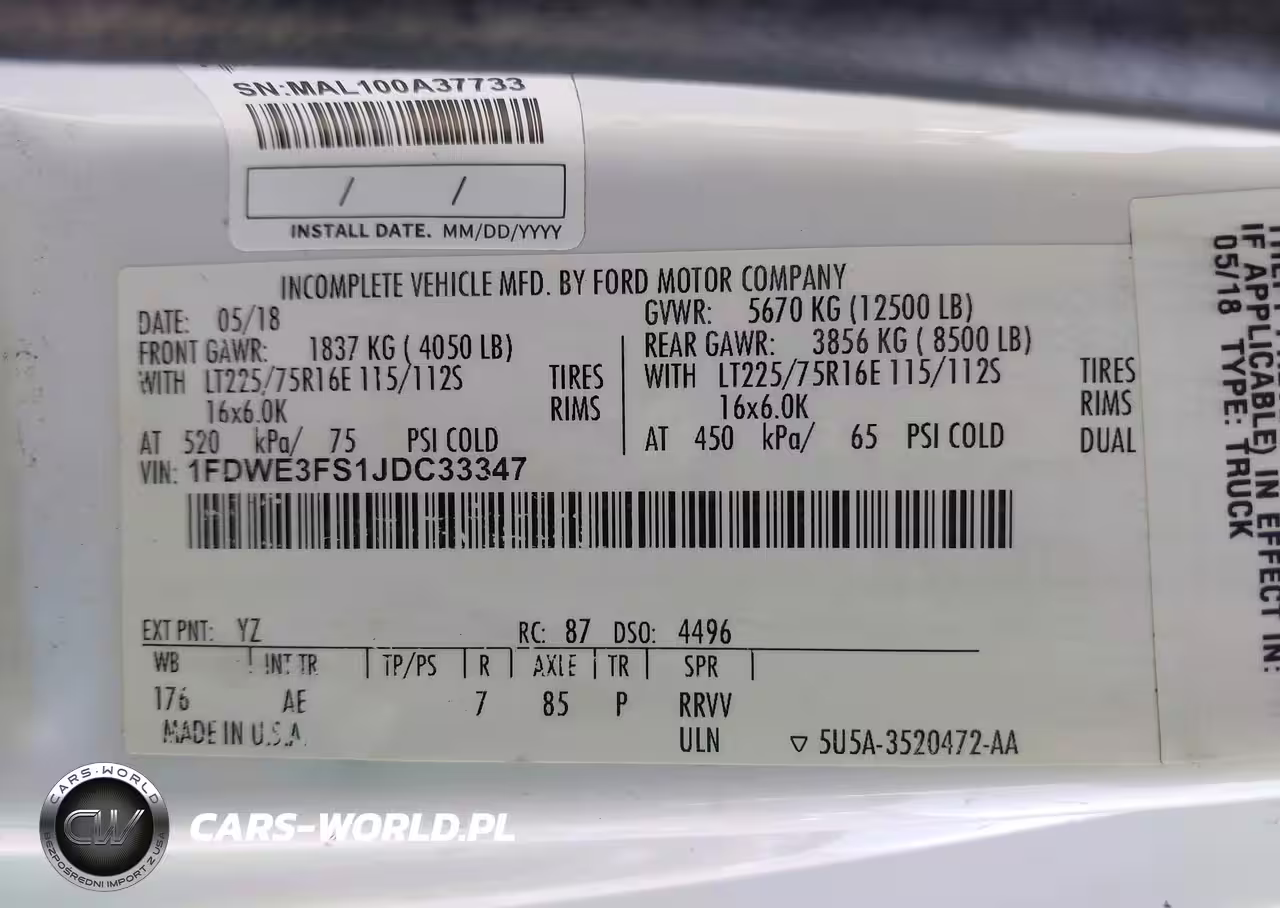 SN:MAL100A37733
/ /
INSTALL DATE. MM/DD/YYYY
INCOMPLETE VEHICLE MFD. BY FORD MOTOR COMPANY
DATE: 05/18 GVWR: 5670 KG (12500 LB)
FRONT GAWR: 1837 KG ( 4050 LB) REAR GAWR: 3856 KG ( 8500 LB)
WITH LT225/75R16E 115/112S TIRES WITH LT225/75R16E 115/112S TIRES
16x6.0K RIMS 16x6.0K RIMS
AT 520 kPa/ 75 PSI COLD AT 450 kPa/ 65 PSI COLD DUAL
VIN: 1FDWE3FS1JDC33347
EXT PNT: YZ RC: 87 DSO: 4496
WB INT TR TP/PS R AXLE TR SPR
176 AE 7 85 P RRVV
MADE IN U.S.A. ULN ▽ 5U5A-3520472-AA
IF APPLICABLE) IN EFFECT IN:
05/18 TYPE: TRUCK
CARS-WORLD
CW
BEZPOŚREDNI IMPORT Z USA
CARS-WORLD.PL